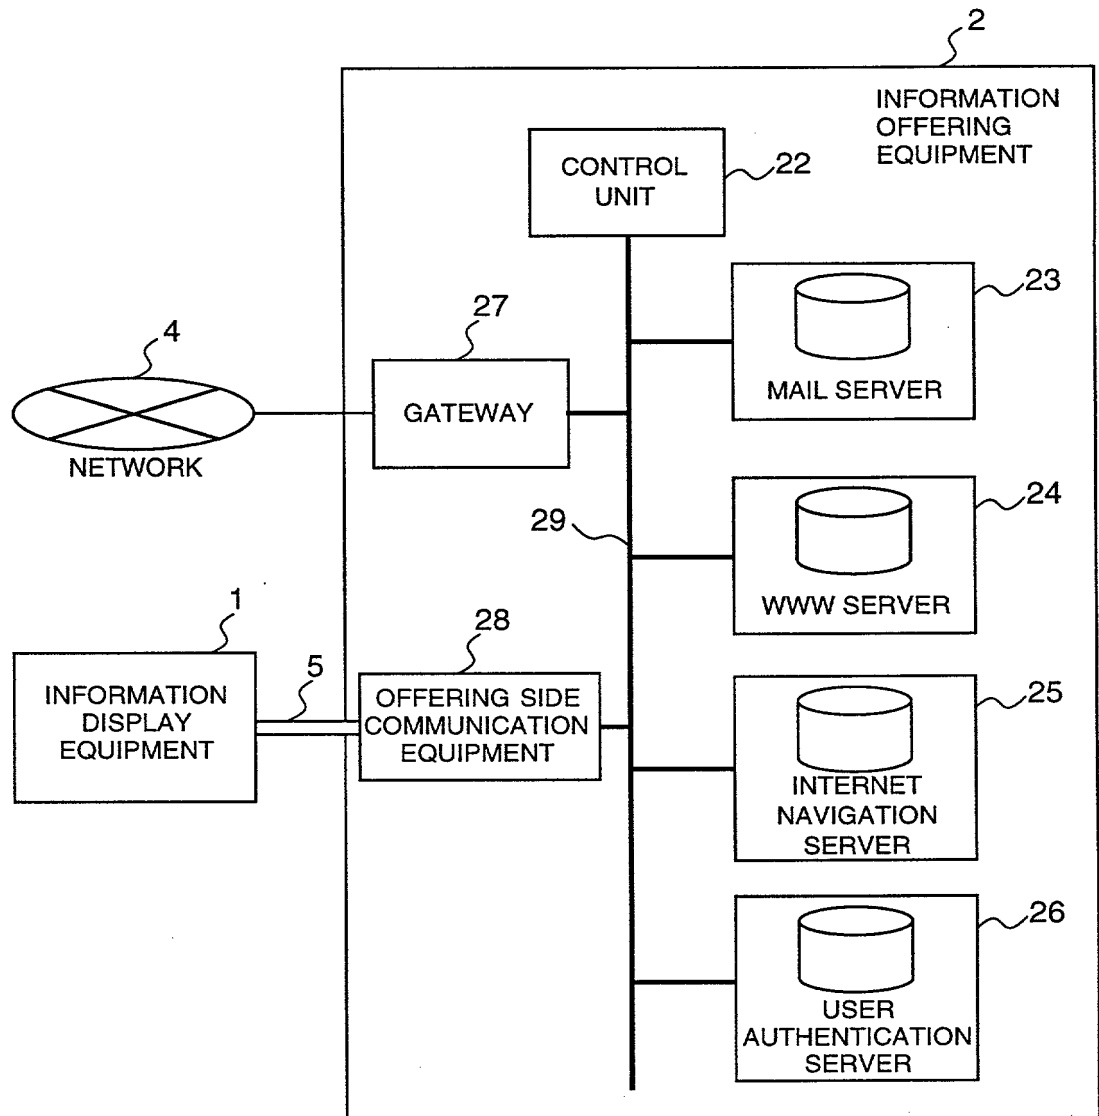 2
INFORMATION
OFFERING
EQUIPMENT
CONTROL
UNIT
22
23
MAIL SERVER
27
GATEWAY
4
NETWORK
24
WWW SERVER
29
1
INFORMATION
DISPLAY
EQUIPMENT
5
28
OFFERING SIDE
COMMUNICATION
EQUIPMENT
25
INTERNET
NAVIGATION
SERVER
26
USER
AUTHENTICATION
SERVER